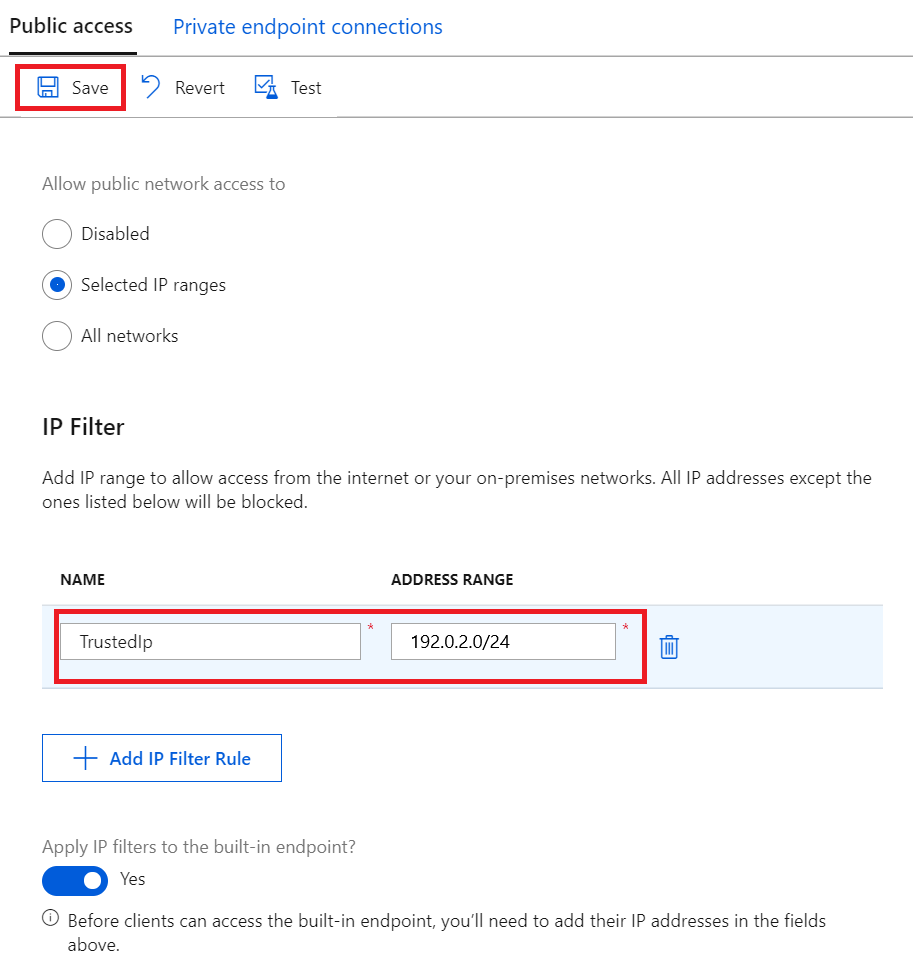 Public access
Private endpoint connections
Save
Revert
Test
Allow public network access to
Disabled
Selected IP ranges
All networks
IP Filter
Add IP range to allow access from the internet or your on-premises networks. All IP addresses except the
ones listed below will be blocked.
NAME
ADDRESS RANGE
TrustedIp
*
192.0.2.0/24
*
Add IP Filter Rule
Apply IP filters to the built-in endpoint?
Yes
Before clients can access the built-in endpoint, you’ll need to add their IP addresses in the fields
above.